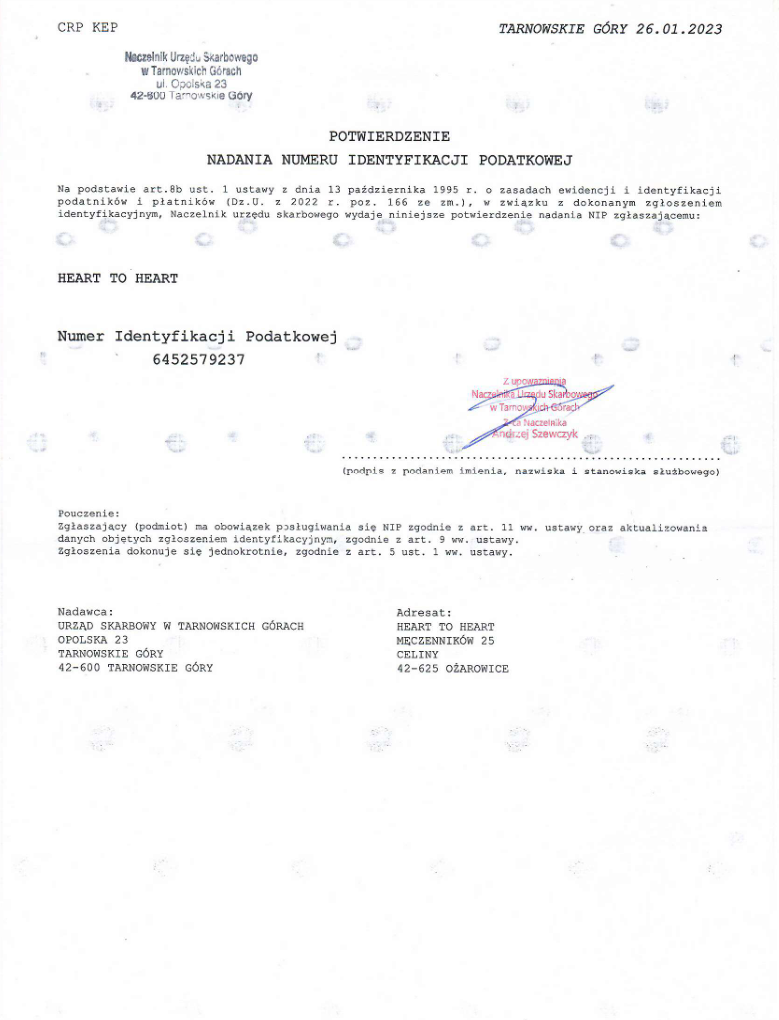 CRP KEP
TARNOWSKIE GÓRY 26.01.2023
Naczelnik Urzędu Skarbowego
w Tarnowskich Górach
ul. Opolska 23
42-600 Tarnowskie Góry
POTWIERDZENIE
NADANIA NUMERU IDENTYFIKACJI PODATKOWEJ
Na podstawie art.8b ust. 1 ustawy z dnia 13 października 1995 r. o zasadach ewidencji i identyfikacji
podatników i płatników (Dz.U. z 2022 r. poz. 166 ze zm.), w związku z dokonanym zgłoszeniem
identyfikacyjnym, Naczelnik urzędu skarbowego wydaje niniejsze potwierdzenie nadania NIP zgłaszającemu:
HEART TO HEART
Numer Identyfikacji Podatkowej
6452579237
Z upoważnienia
Naczelnika Urzędu Skarbowego
w Tarnowskich Górach
Z-ca Naczelnika
Andrzej Szewczyk
(podpis z podaniem imienia, nazwiska i stanowiska służbowego)
Pouczenie:
Zgłaszający (podmiot) ma obowiązek posługiwania się NIP zgodnie z art. 11 ww. ustawy oraz aktualizowania
danych objętych zgłoszeniem identyfikacyjnym, zgodnie z art. 9 ww. ustawy.
Zgłoszenia dokonuje się jednokrotnie, zgodnie z art. 5 ust. 1 ww. ustawy.
Nadawca:
URZĄD SKARBOWY W TARNOWSKICH GÓRACH
OPOLSKA 23
TARNOWSKIE GÓRY
42-600 TARNOWSKIE GÓRY
Adresat:
HEART TO HEART
MĘCZENNIKÓW 25
CELINY
42-625 OŻAROWICE